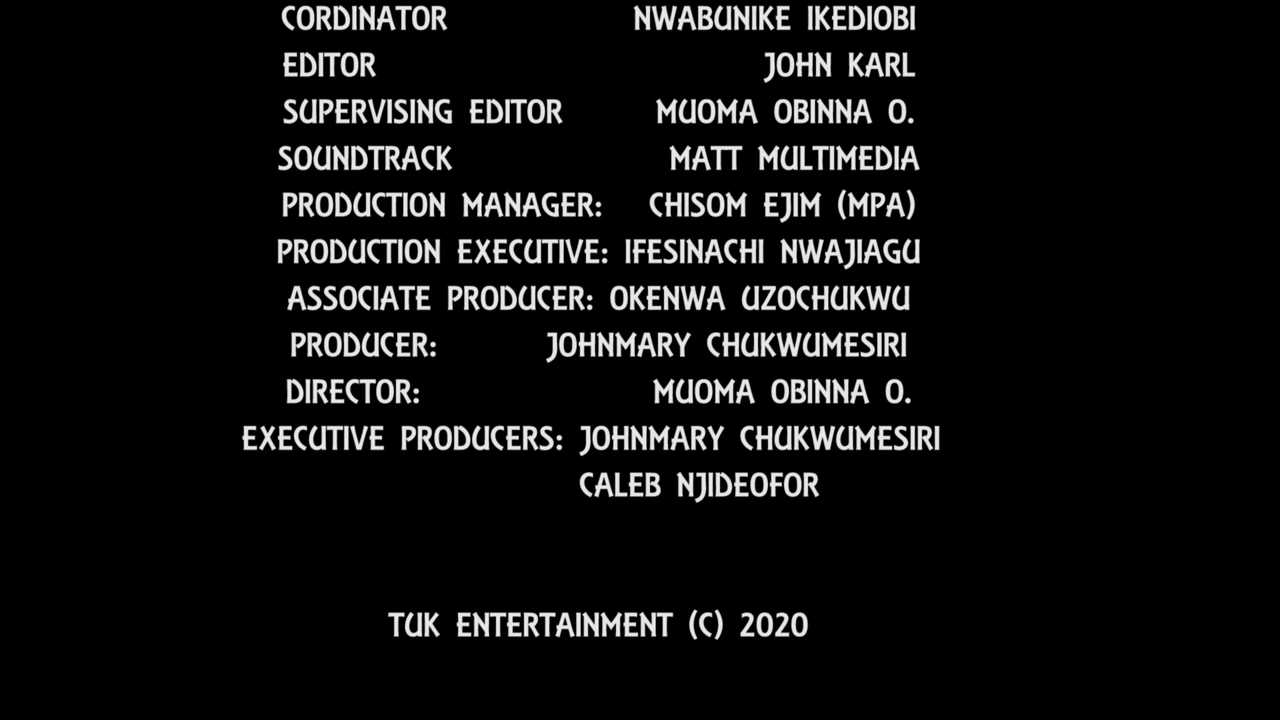 CORDINATOR NWABUNIKE IKEDIOBI
EDITOR JOHN KARL
SUPERVISING EDITOR MUOMA OBINNA O.
SOUNDTRACK MATT MULTIMEDIA
PRODUCTION MANAGER: CHISOM EJIM (MPA)
PRODUCTION EXECUTIVE: IFESINACHI NWAJIAGU
ASSOCIATE PRODUCER: OKENWA UZOCHUKWU
PRODUCER: JOHNMARY CHUKWUMESIRI
DIRECTOR: MUOMA OBINNA O.
EXECUTIVE PRODUCERS: JOHNMARY CHUKWUMESIRI
CALEB NJIDEOFOR
TUK ENTERTAINMENT (C) 2020